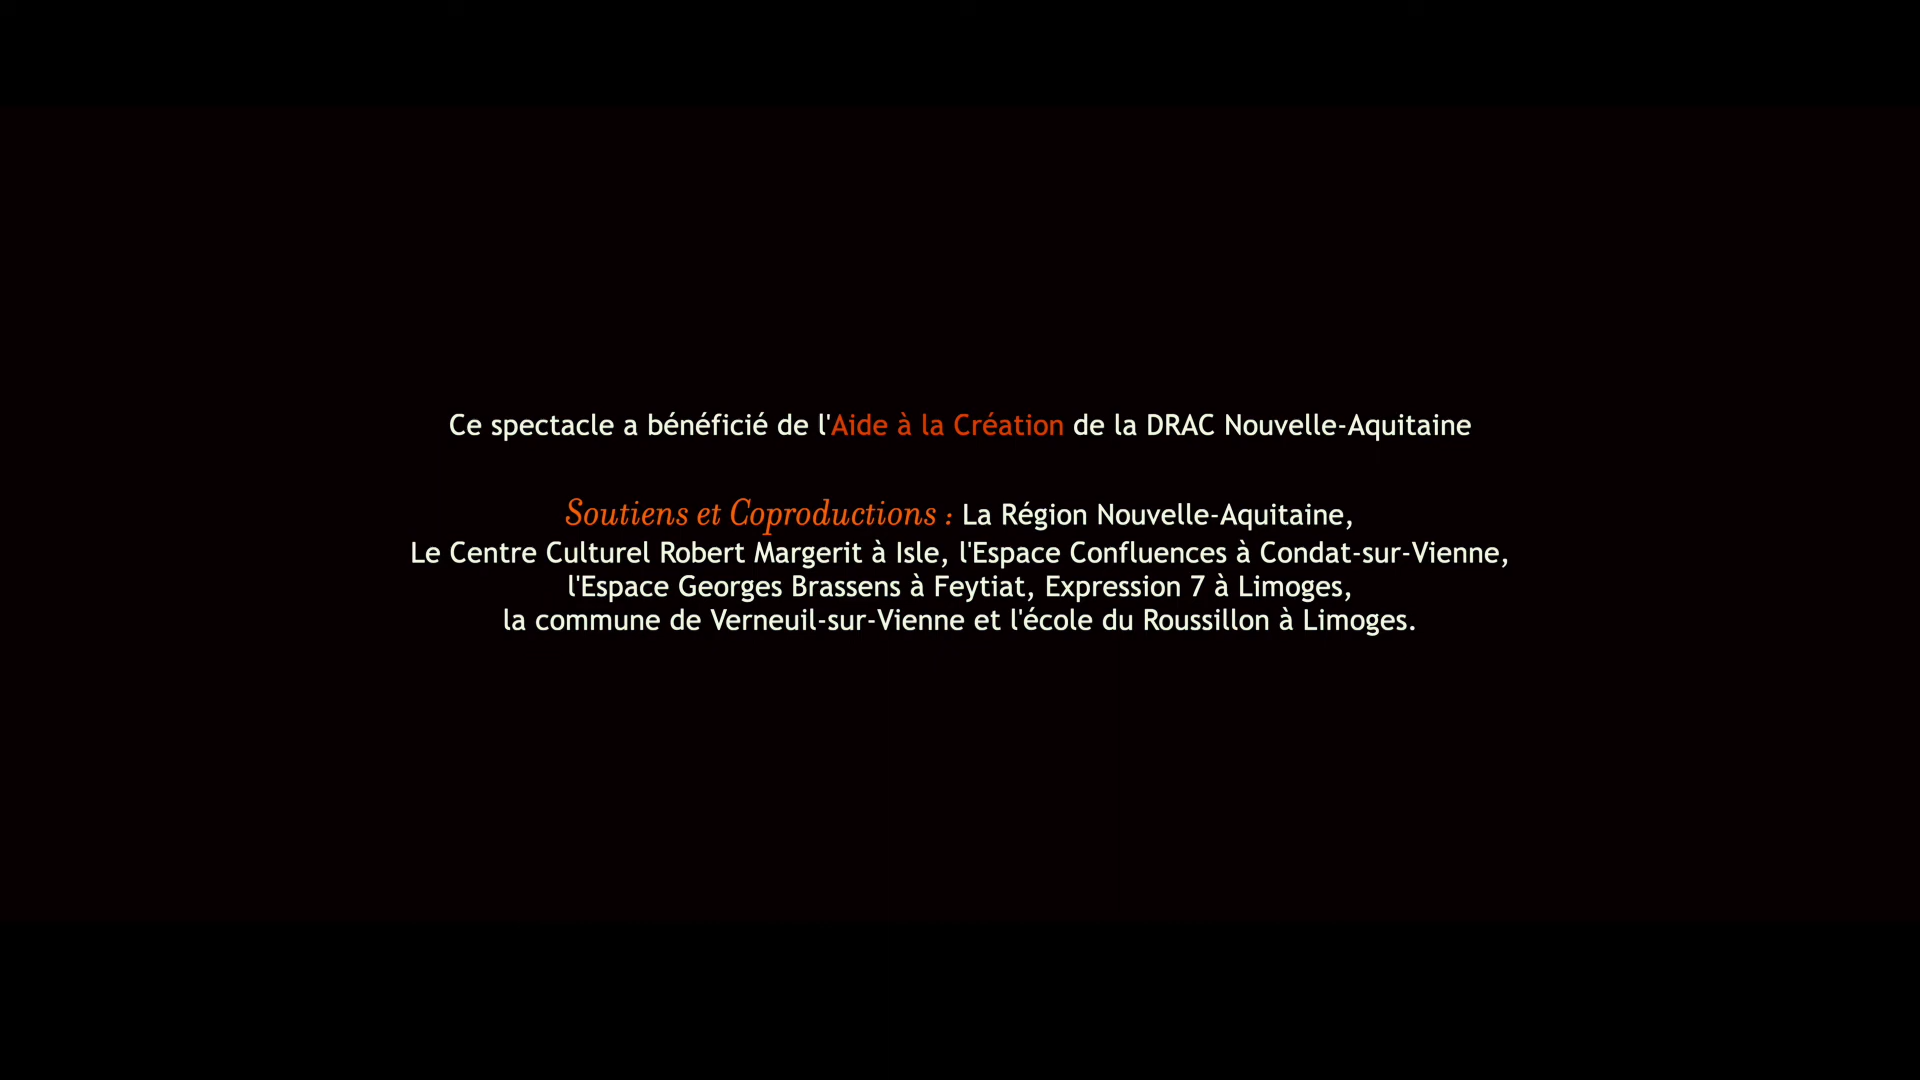 Ce spectacle a bénéficié de l'Aide à la Création de la DRAC Nouvelle-Aquitaine
Soutiens et Coproductions : La Région Nouvelle-Aquitaine,
Le Centre Culturel Robert Margerit à Isle, l'Espace Confluences à Condat-sur-Vienne,
l'Espace Georges Brassens à Feytiat, Expression 7 à Limoges,
la commune de Verneuil-sur-Vienne et l'école du Roussillon à Limoges.